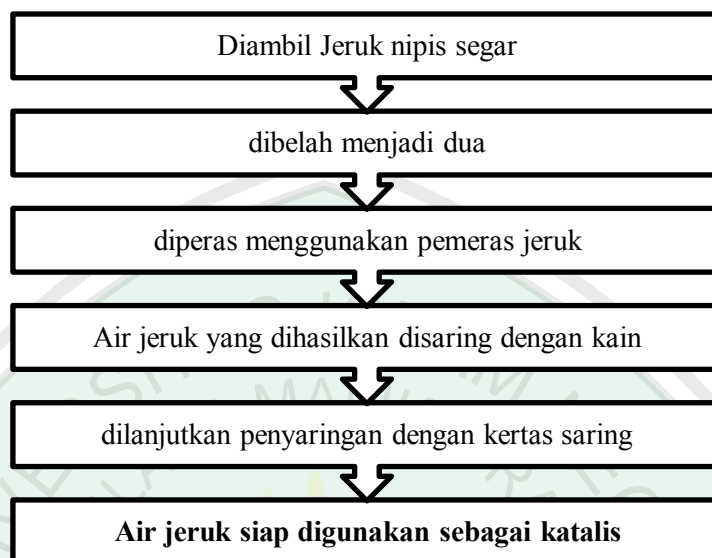 Diambil Jeruk nipis segar
dibelah menjadi dua
diperas menggunakan pemeras jeruk
Air jeruk yang dihasilkan disaring dengan kain
dilanjutkan penyaringan dengan kertas saring
Air jeruk siap digunakan sebagai katalis